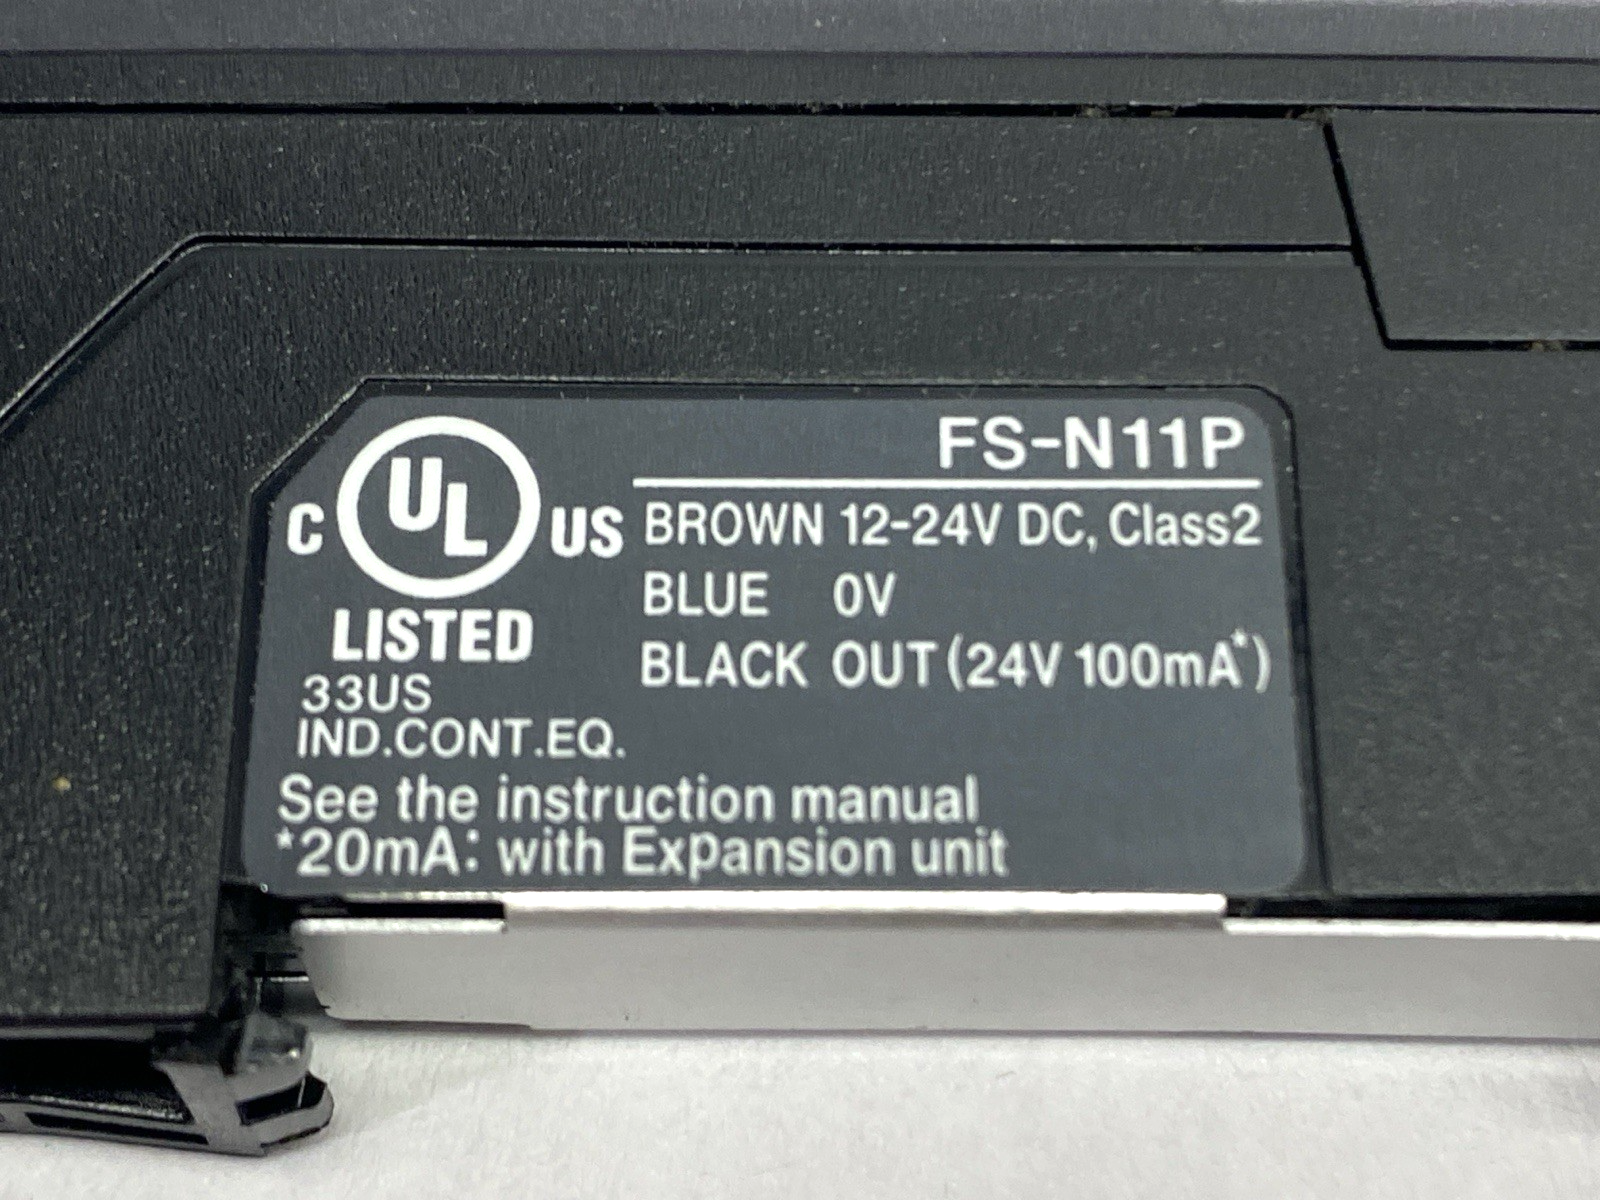 FS-N11P
C UL US
LISTED
33US
IND.CONT.EQ.
BROWN 12-24V DC, Class2
BLUE 0V
BLACK OUT (24V 100mA*)
See the instruction manual
*20mA: with Expansion unit